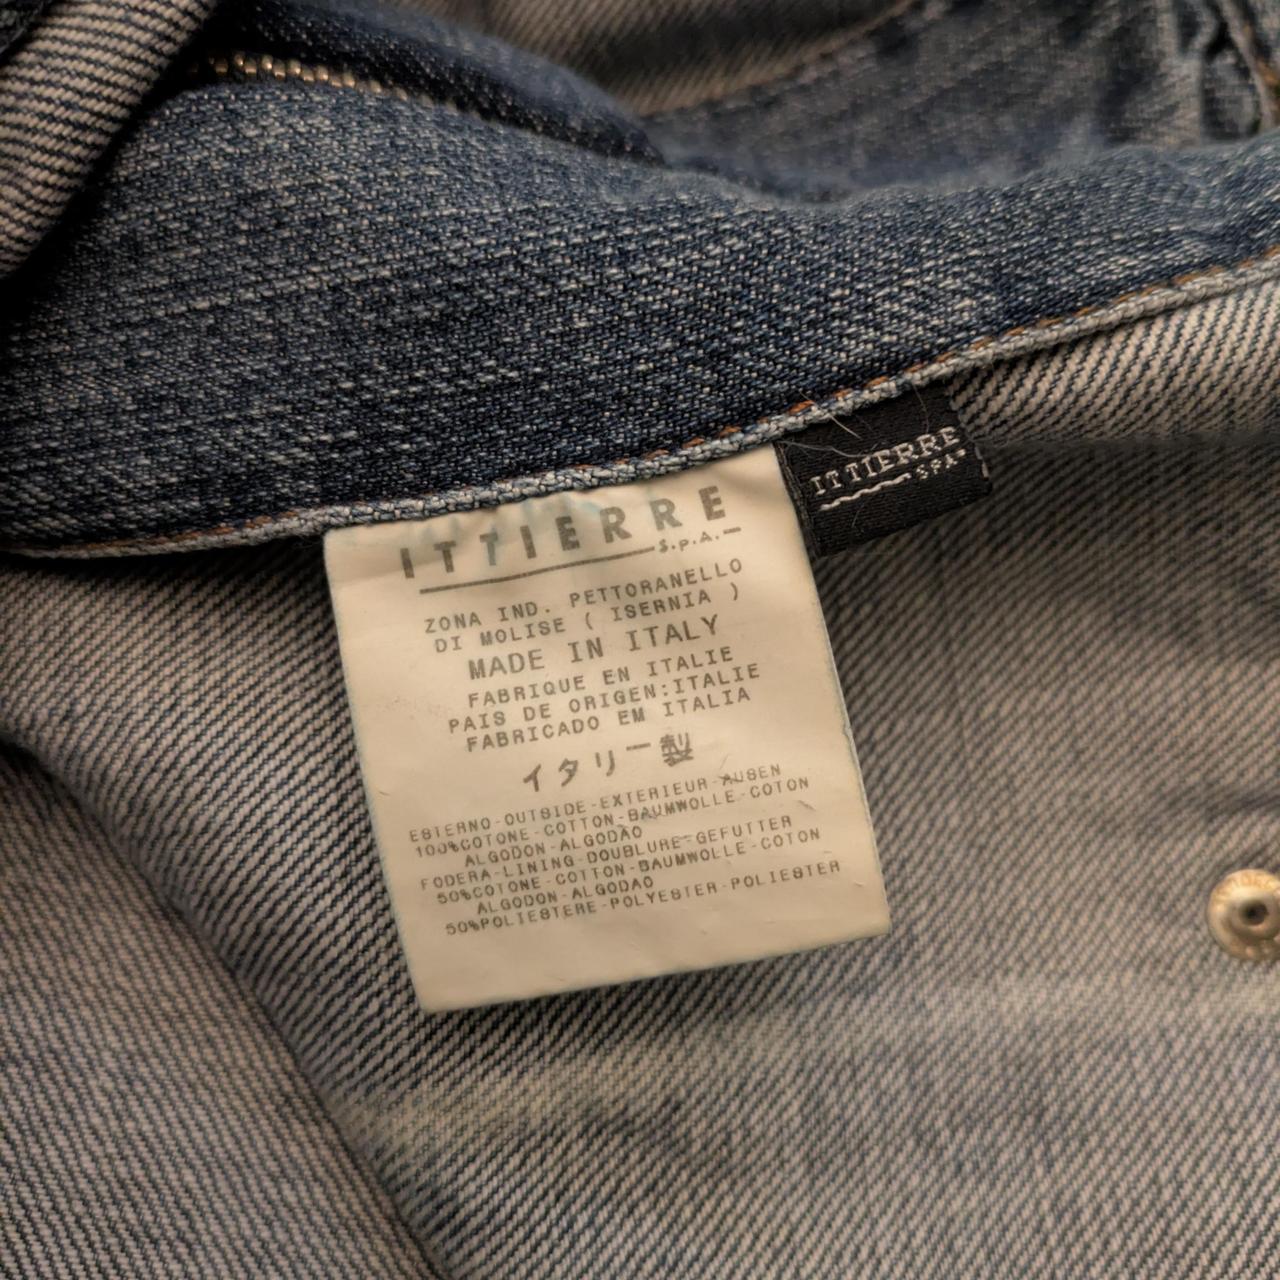 ITTIERRE
S.p.A.
ZONA IND. PETTORANELLO
DI MOLISE ( ISERNIA )
MADE IN ITALY
FABRIQUE EN ITALIE
PAIS DE ORIGEN:ITALIE
FABRICADO EM ITALIA
イタリー製
ESTERNO-OUTSIDE-EXTERIEUR-AUSEN
100%COTONE-COTTON-BAUMWOLLE-COTON
ALGODON-ALGODAO
FODERA-LINING-DOUBLURE-GEFUTTER
50%COTONE-COTTON-BAUMWOLLE-COTON
ALGODON-ALGODAO
50%POLIESTERE-POLYESTER-POLIESTER
ITTIERRE
SPA